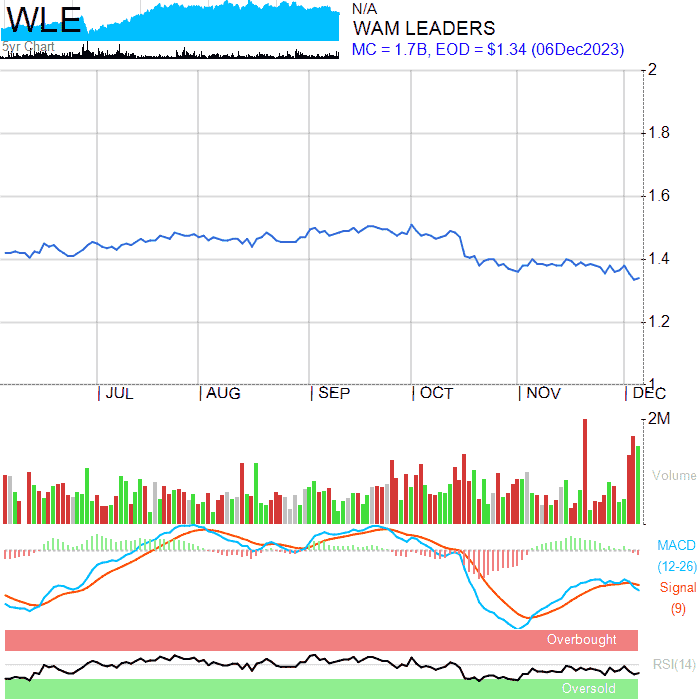 WLE
5yr Chart
N/A
WAM LEADERS
MC = 1.7B, EOD = $1.34 (06Dec2023)
2
1.8
1.6
1.4
1.2
1
JUL AUG SEP OCT NOV DEC
2M
Volume
MACD
(12-26)
Signal
(9)
Overbought
RSI(14)
Oversold